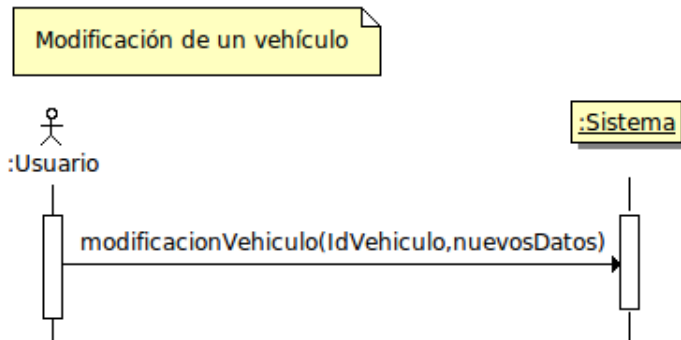 Modificación de un vehículo
:Sistema
:Usuario
modificacionVehiculo(IdVehiculo,nuevosDatos)